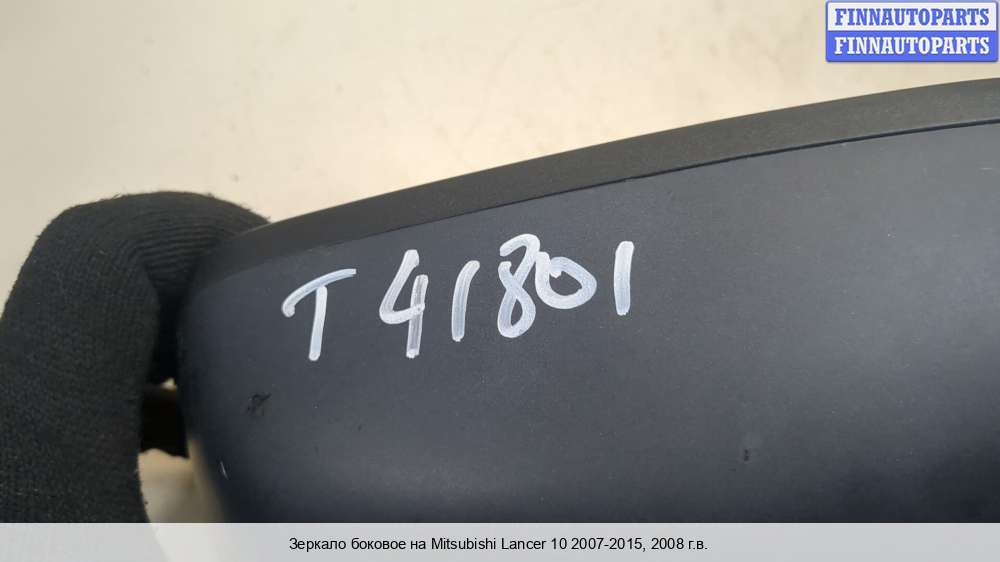 FINNAUTOPARTS
FINNAUTOPARTS
T 41801
Зеркало боковое на Mitsubishi Lancer 10 2007-2015, 2008 г.в.